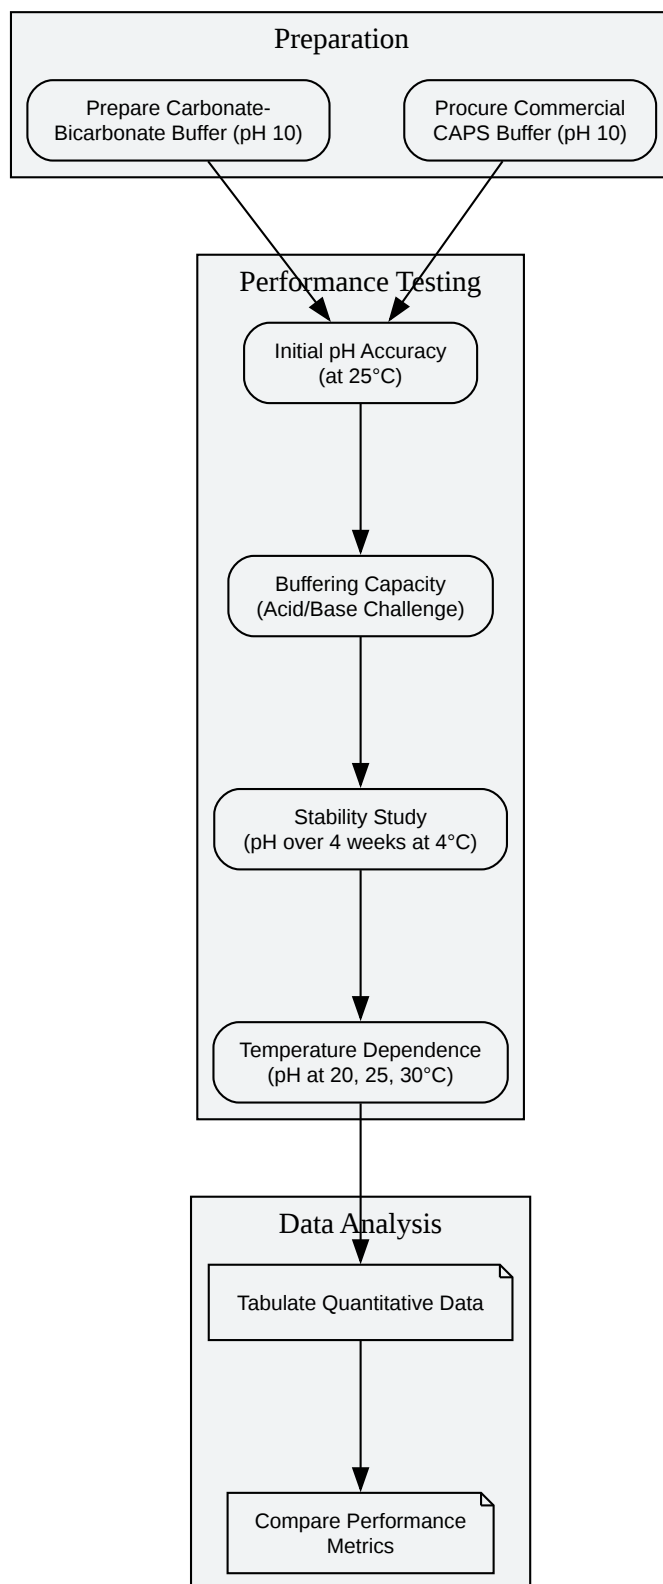 Preparation
Prepare Carbonate-
Bicarbonate Buffer (pH 10)
Procure Commercial
CAPS Buffer (pH 10)
Performance Testing
Initial pH Accuracy
(at 25°C)
Buffering Capacity
(Acid/Base Challenge)
Stability Study
(pH over 4 weeks at 4°C)
Temperature Dependence
(pH at 20, 25, 30°C)
Data Analysis
Tabulate Quantitative Data
Compare Performance
Metrics